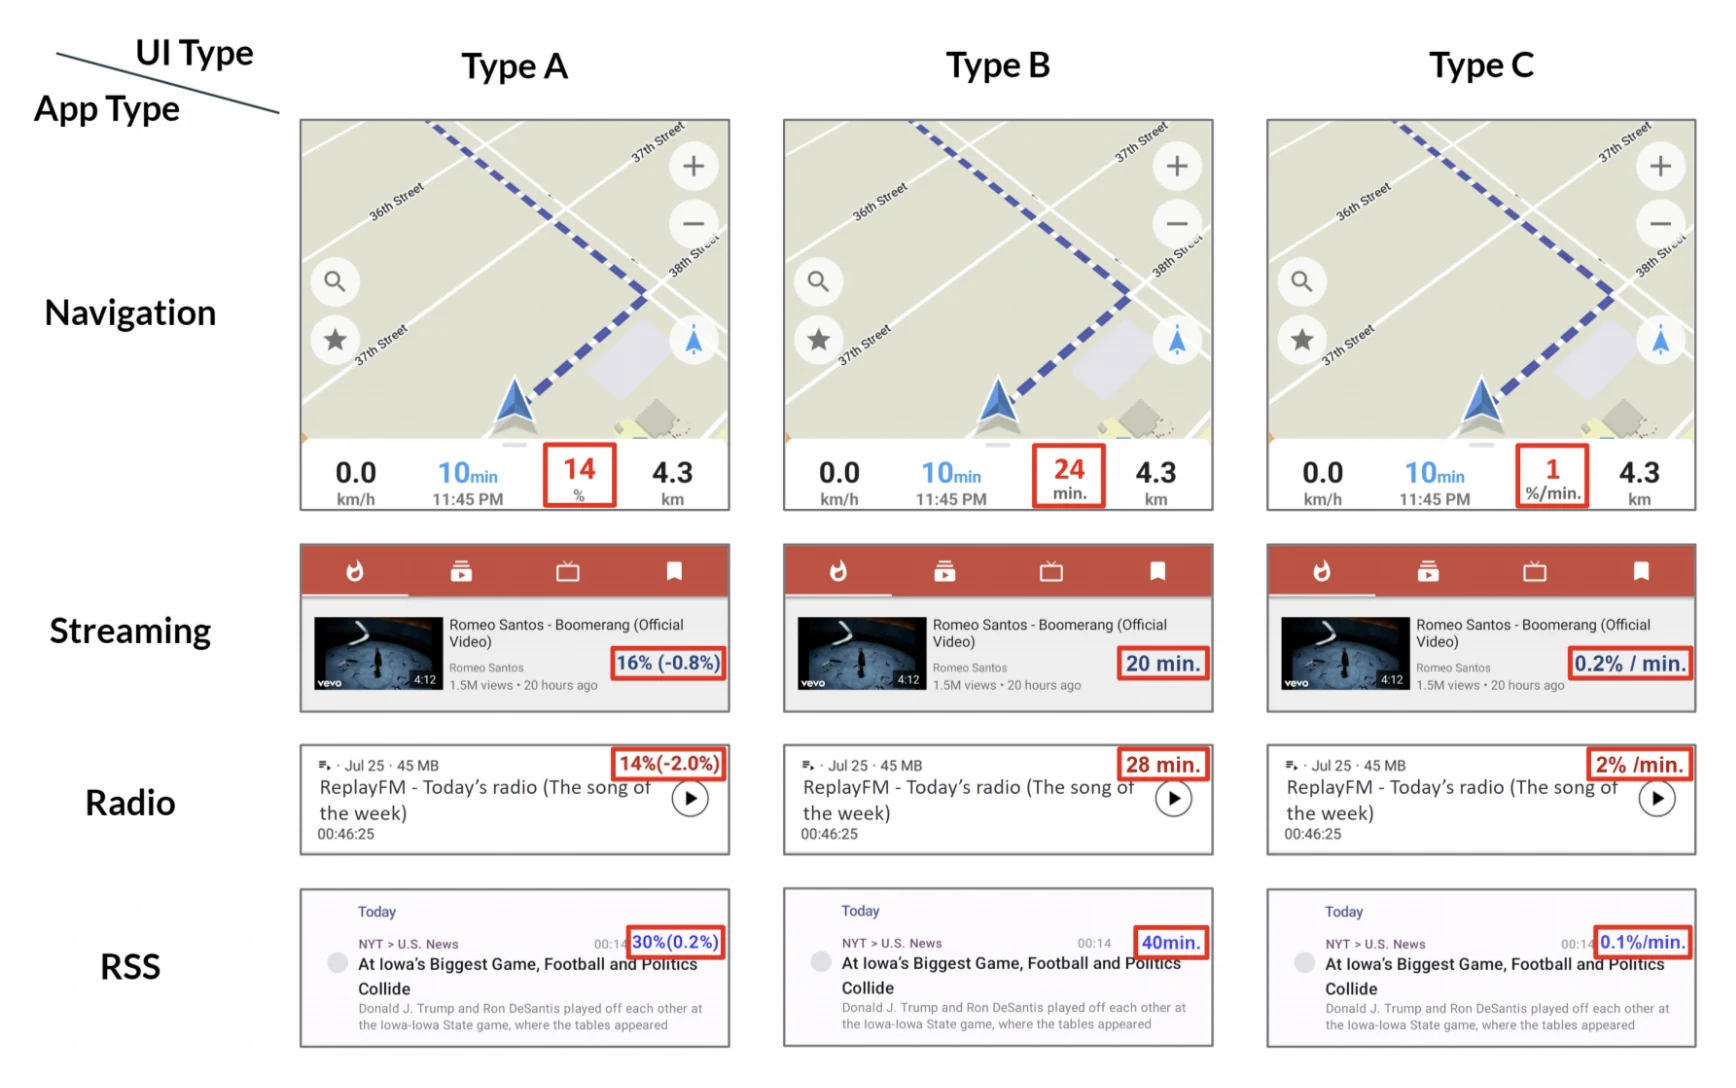 UI Type
App Type
Type A
Type B
Type C
Navigation
37th Street
36th Street
38th Street
37th Street
0.0
km/h
10min
11:45 PM
14
%
4.3
km
37th Street
36th Street
38th Street
37th Street
0.0
km/h
10min
11:45 PM
24
min.
4.3
km
37th Street
36th Street
38th Street
37th Street
0.0
km/h
10min
11:45 PM
1
%/min.
4.3
km
Streaming
Romeo Santos - Boomerang (Official
Video)
Romeo Santos
16% (-0.8%)
1.5M views • 20 hours ago
vevo
4:12
Romeo Santos - Boomerang (Official
Video)
Romeo Santos
20 min.
1.5M views • 20 hours ago
vevo
4:12
Romeo Santos - Boomerang (Official
Video)
Romeo Santos
0.2% / min.
1.5M views • 20 hours ago
vevo
4:12
Radio
· Jul 25 · 45 MB
14%(-2.0%)
ReplayFM - Today's radio (The song of
the week)
00:46:25
· Jul 25 · 45 MB
28 min.
ReplayFM - Today's radio (The song of
the week)
00:46:25
· Jul 25 · 45 MB
2% /min.
ReplayFM - Today's radio (The song of
the week)
00:46:25
RSS
Today
NYT > U.S. News
00:14
30%(0.2%)
At Iowa's Biggest Game, Football and Politics
Collide
Donald J. Trump and Ron DeSantis played off each other at
the Iowa-Iowa State game, where the tables appeared
Today
NYT > U.S. News
00:14
40min.
At Iowa's Biggest Game, Football and Politics
Collide
Donald J. Trump and Ron DeSantis played off each other at
the Iowa-Iowa State game, where the tables appeared
Today
NYT > U.S. News
00:14
0.1%/min.
At Iowa's Biggest Game, Football and Politics
Collide
Donald J. Trump and Ron DeSantis played off each other at
the Iowa-Iowa State game, where the tables appeared